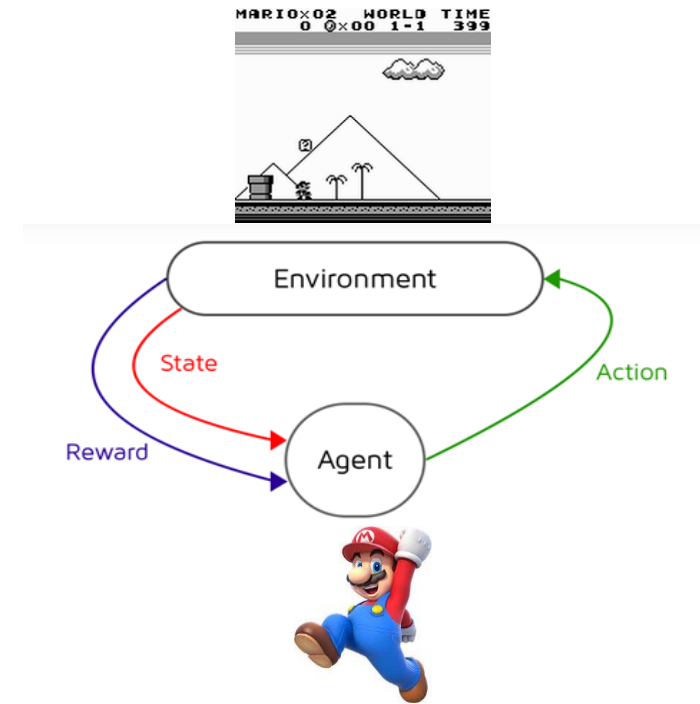 MARIO×02 WORLD TIME
0 ×00 1-1 399
?
Environment
State
Action
Reward
Agent
M